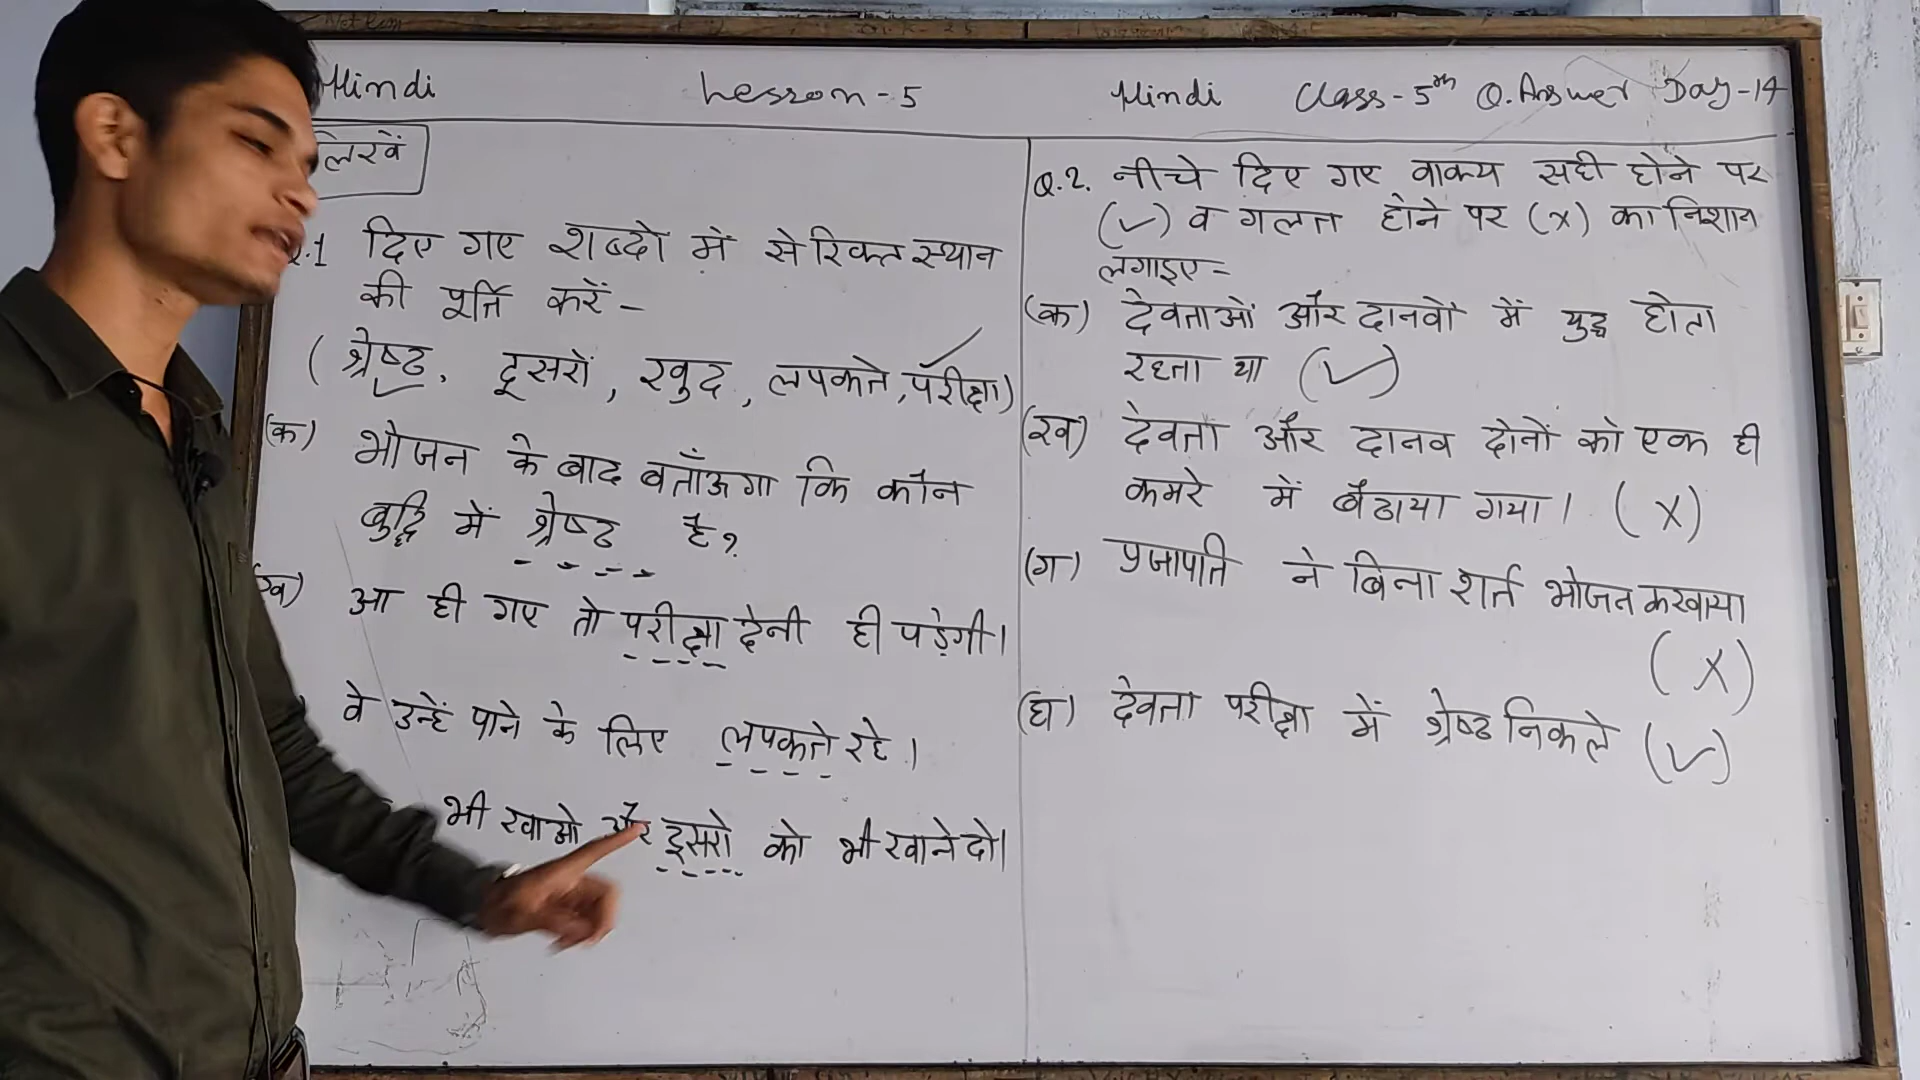 Hindi Lesson-5
लिखें
.1 दिए गए शब्दों में से रिक्त स्थान
की पूर्ति करें -
( श्रेष्ठ, दूसरों, खुद, लपकते, परीक्षा )
(क) भोजन के बाद बताँऊगा कि कौन
बुद्धि में श्रेष्ठ है?
ख) आ ही गए तो परीक्षा देनी ही पड़ेगी।
वे उन्हें पाने के लिए लपकते रहे।
भी खाओ और दूसरो को भी खाने दो।
Hindi Class-5th Q.Answer Day-14
Q.2. नीचे दिए गए वाक्य सही होने पर
(✓) व गलत होने पर (x) का निशान
लगाइए-
(क) देवताओं और दानवों में युद्ध होता
रहता था (✓)
(ख) देवता और दानव दोनों को एक ही
कमरे में बैठाया गया। (X)
(ग) प्रजापति ने बिना शर्त भोजन करवाया
(X)
(घ) देवता परीक्षा में श्रेष्ठ निकले (✓)